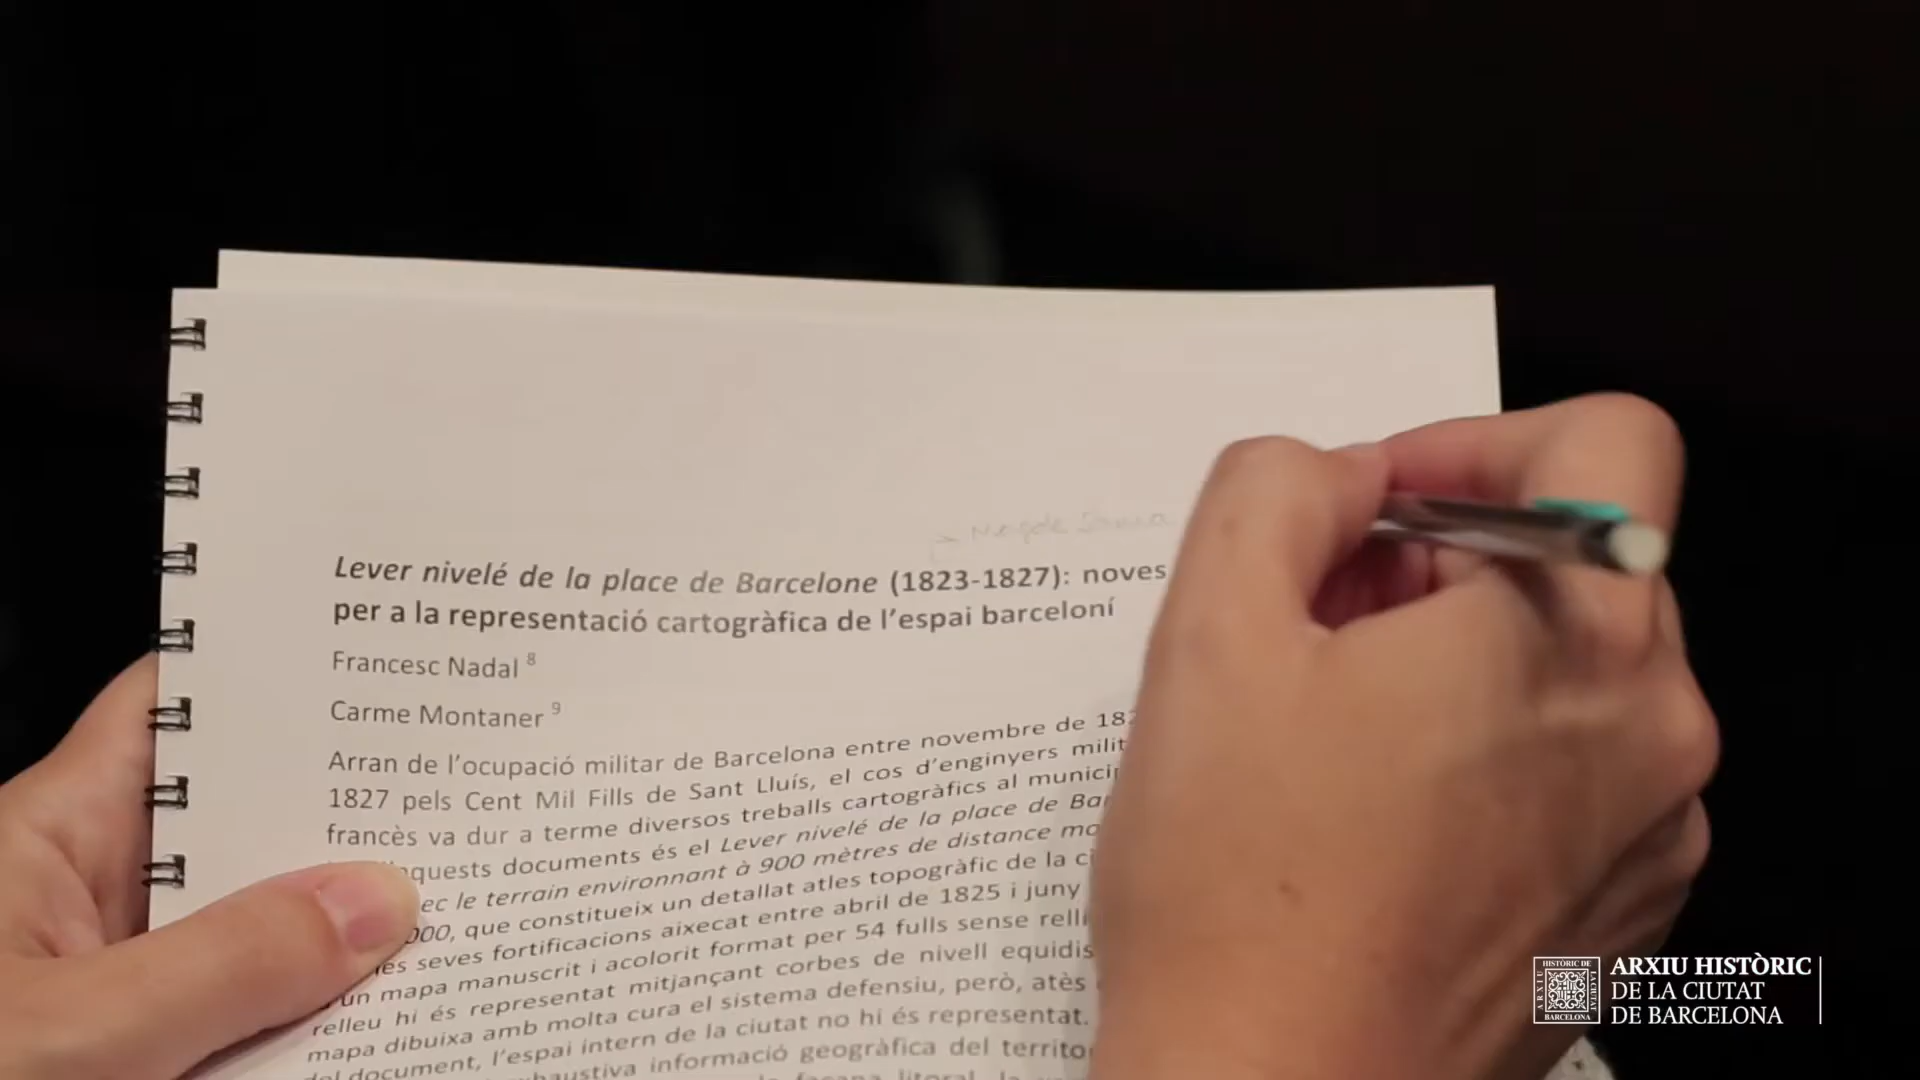 Lever nivelé de la place de Barcelone (1823-1827): noves
per a la representació cartogràfica de l'espai barceloní
Francesc Nadal 8
Carme Montaner 9
Arran de l'ocupació militar de Barcelona entre novembre de
1827 pels Cent Mil Fills de Sant Lluís, el cos d'enginyers
francès va dur a terme diversos treballs cartogràfics al
documents és el Lever nivelé de la place de
le terrain environnant à 900 mètres de distance
que constitueix un detallat atles topogràfic de la
seves fortificacions aixecat entre abril de 1825 i juny
un mapa manuscrit i acolorit format per 54 fulls sense
relleu hi és representat mitjançant corbes de nivell
mapa dibuixa amb molta cura el sistema defensiu, però, atès
document, l'espai intern de la ciutat no hi és representat.
informació geogràfica del
ARXIU HISTÒRIC
DE LA CIUTAT
DE BARCELONA